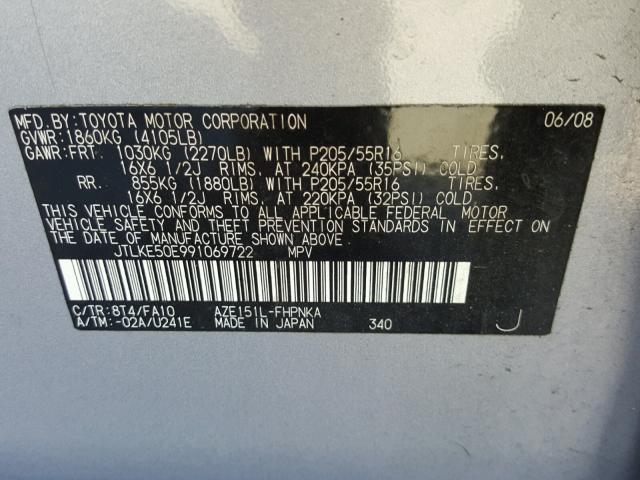 MFD. BY: TOYOTA MOTOR CORPORATION 06/08
GVWR: 1860KG (4105LB)
GAWR: FRT. 1030KG (2270LB) WITH P205/55R16 TIRES,
16X6 1/2J RIMS, AT 240KPA (35PSI) COLD
RR. 855KG (1880LB) WITH P205/55R16 TIRES,
16X6 1/2J RIMS, AT 220KPA (32PSI) COLD
THIS VEHICLE CONFORMS TO ALL APPLICABLE FEDERAL MOTOR
VEHICLE SAFETY AND THEFT PREVENTION STANDARDS IN EFFECT
ON THE DATE OF MANUFACTURE SHOWN ABOVE.
JTLKE50E991069722 MPV
C/TR: 8T4/FA10 AZE151L-FHPNKA
A/TM: -02A/U241E MADE IN JAPAN 340 J